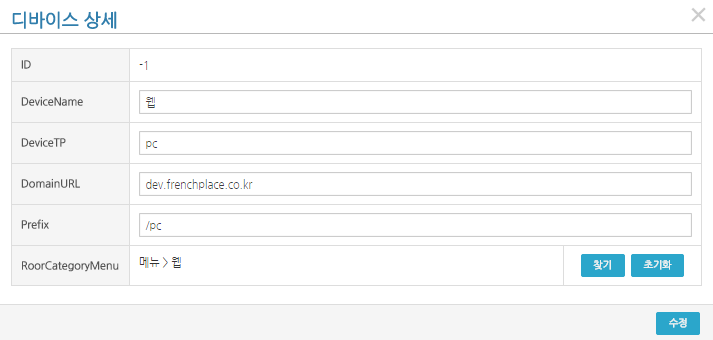 디바이스 상세
ID -1
DeviceName 웹
DeviceTP pc
DomainURL dev.frenchplace.co.kr
Prefix /pc
RoorCategoryMenu 메뉴 > 웹 찾기 초기화
수정